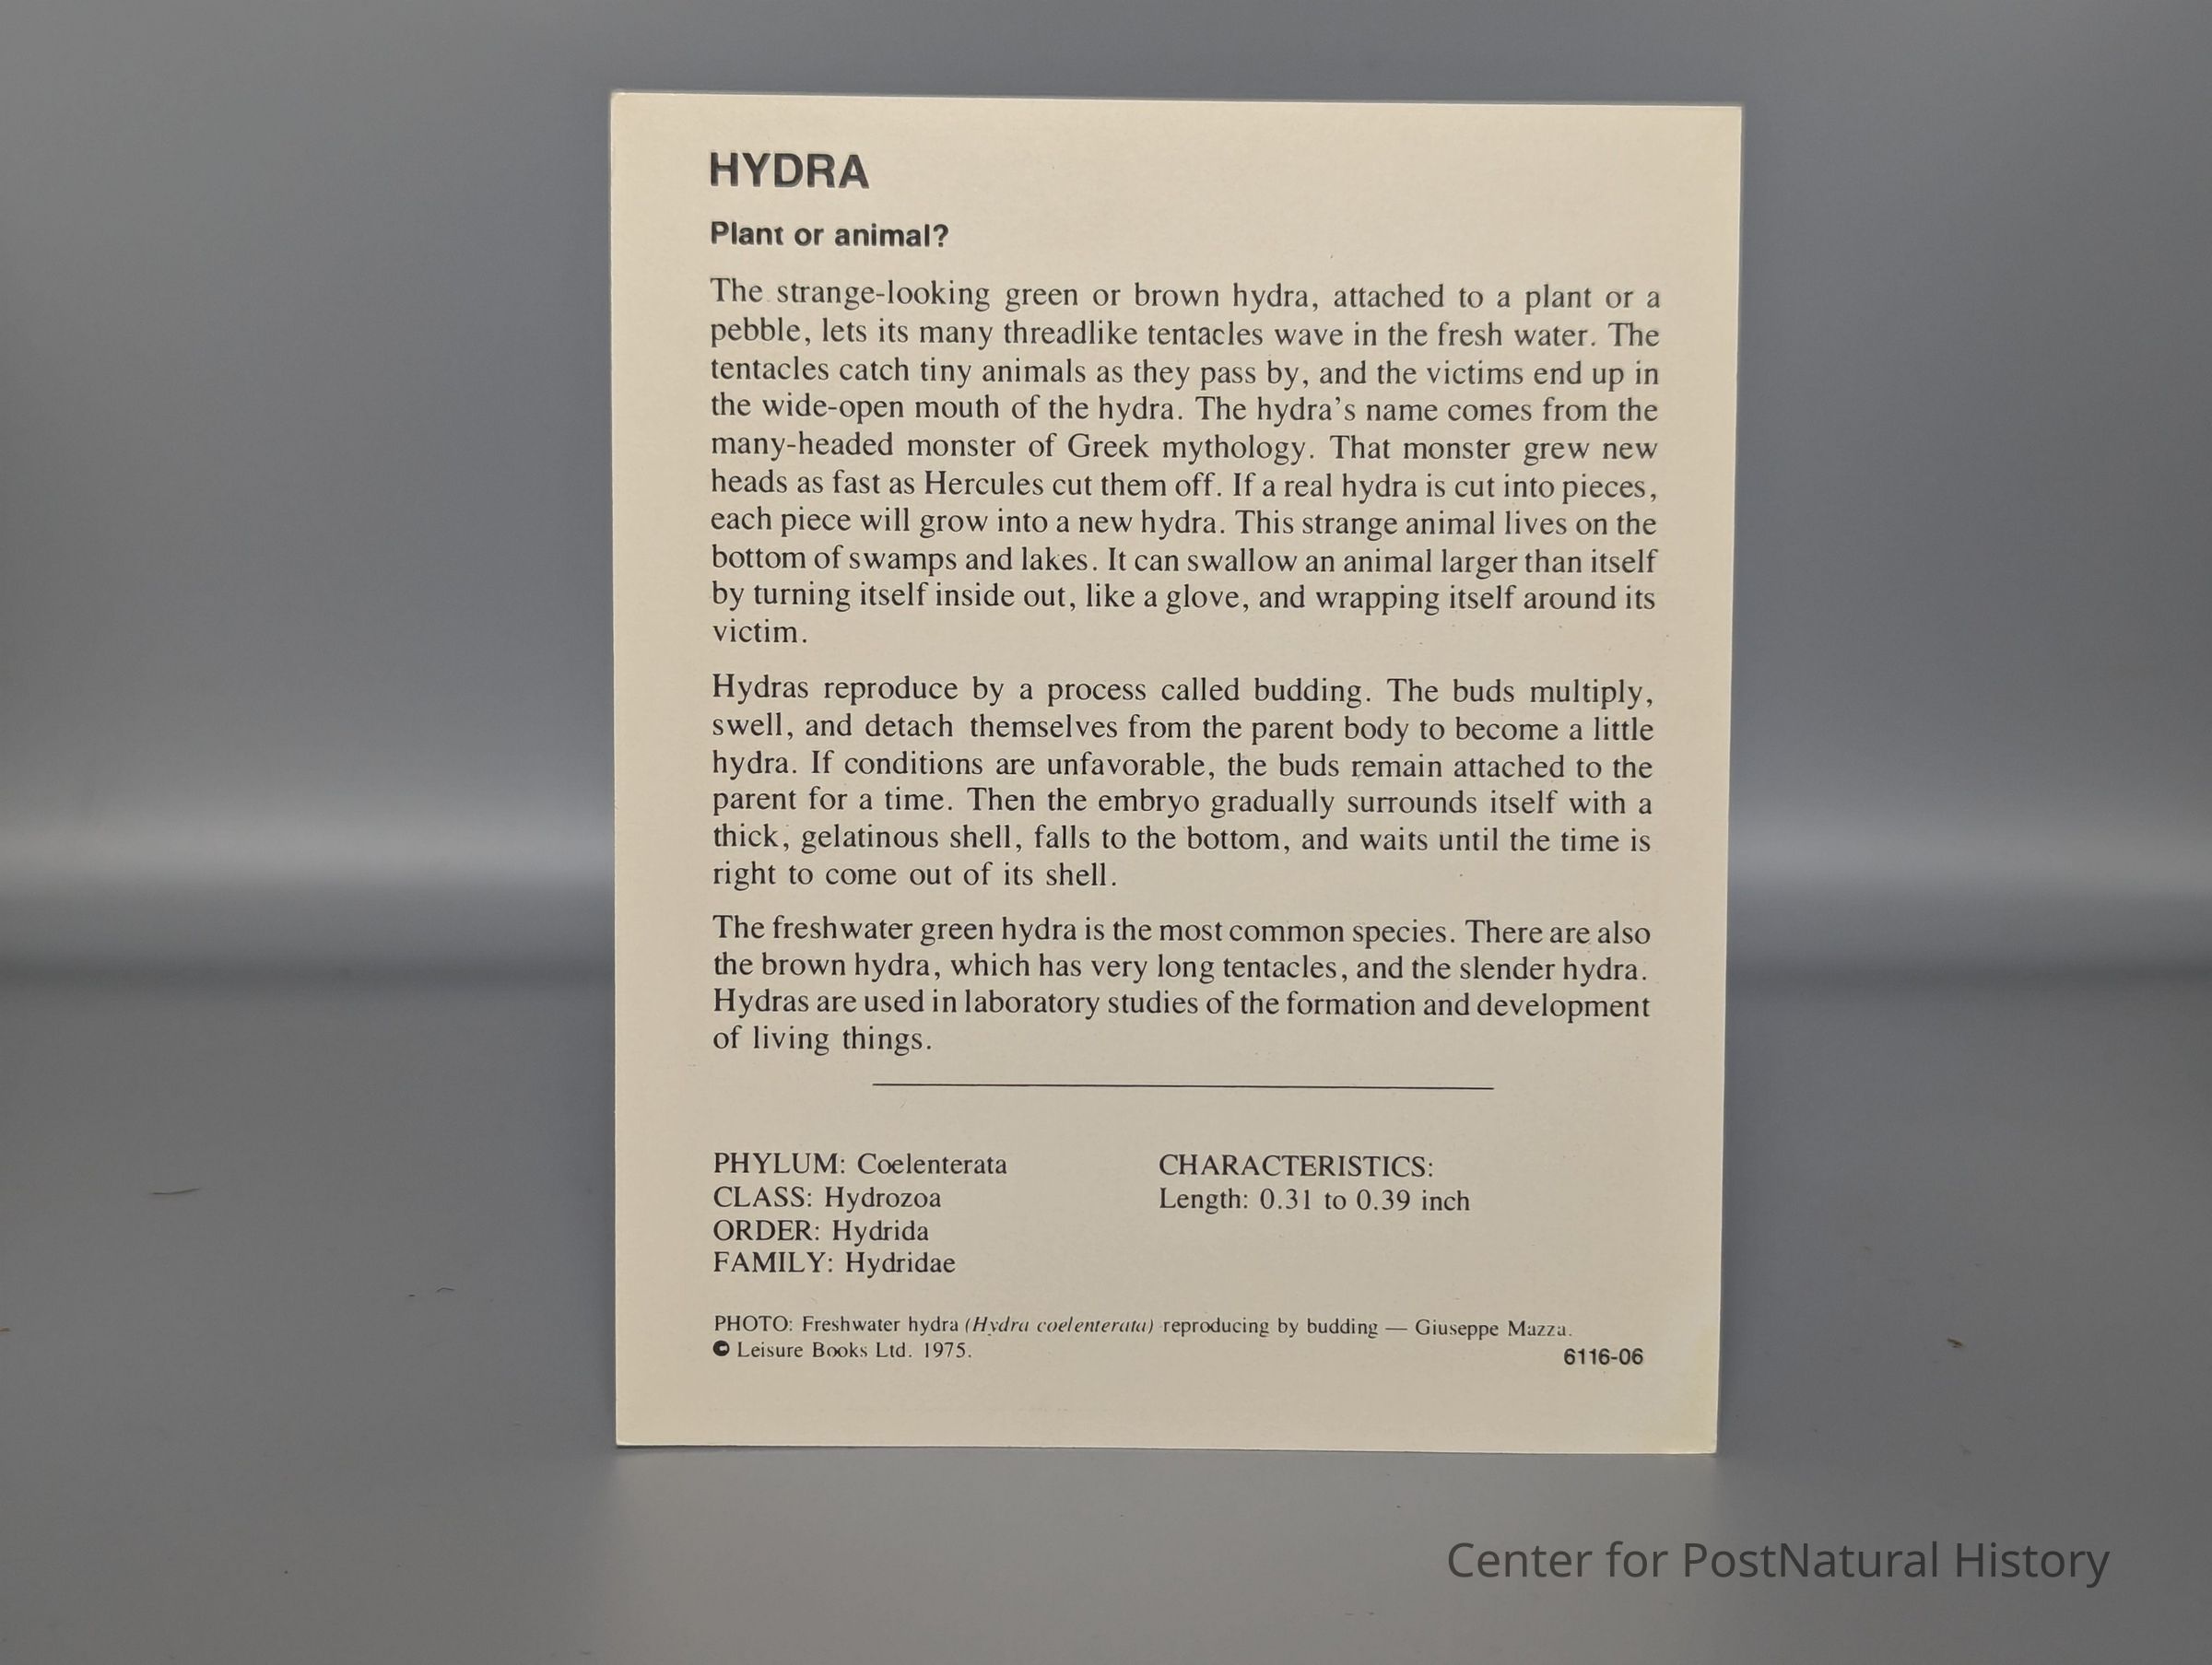 HYDRA
Plant or animal?
The strange-looking green or brown hydra, attached to a plant or a
pebble, lets its many threadlike tentacles wave in the fresh water. The
tentacles catch tiny animals as they pass by, and the victims end up in
the wide-open mouth of the hydra. The hydra's name comes from the
many-headed monster of Greek mythology. That monster grew new
heads as fast as Hercules cut them off. If a real hydra is cut into pieces,
each piece will grow into a new hydra. This strange animal lives on the
bottom of swamps and lakes. It can swallow an animal larger than itself
by turning itself inside out, like a glove, and wrapping itself around its
victim.
Hydras reproduce by a process called budding. The buds multiply,
swell, and detach themselves from the parent body to become a little
hydra. If conditions are unfavorable, the buds remain attached to the
parent for a time. Then the embryo gradually surrounds itself with a
thick, gelatinous shell, falls to the bottom, and waits until the time is
right to come out of its shell.
The freshwater green hydra is the most common species. There are also
the brown hydra, which has very long tentacles, and the slender hydra.
Hydras are used in laboratory studies of the formation and development
of living things.
PHYLUM: Coelenterata
CLASS: Hydrozoa
ORDER: Hydrida
FAMILY: Hydridae
CHARACTERISTICS:
Length: 0.31 to 0.39 inch
PHOTO: Freshwater hydra (Hydra coelenterata) reproducing by budding — Giuseppe Mazza.
© Leisure Books Ltd. 1975.
6116-06
Center for PostNatural History